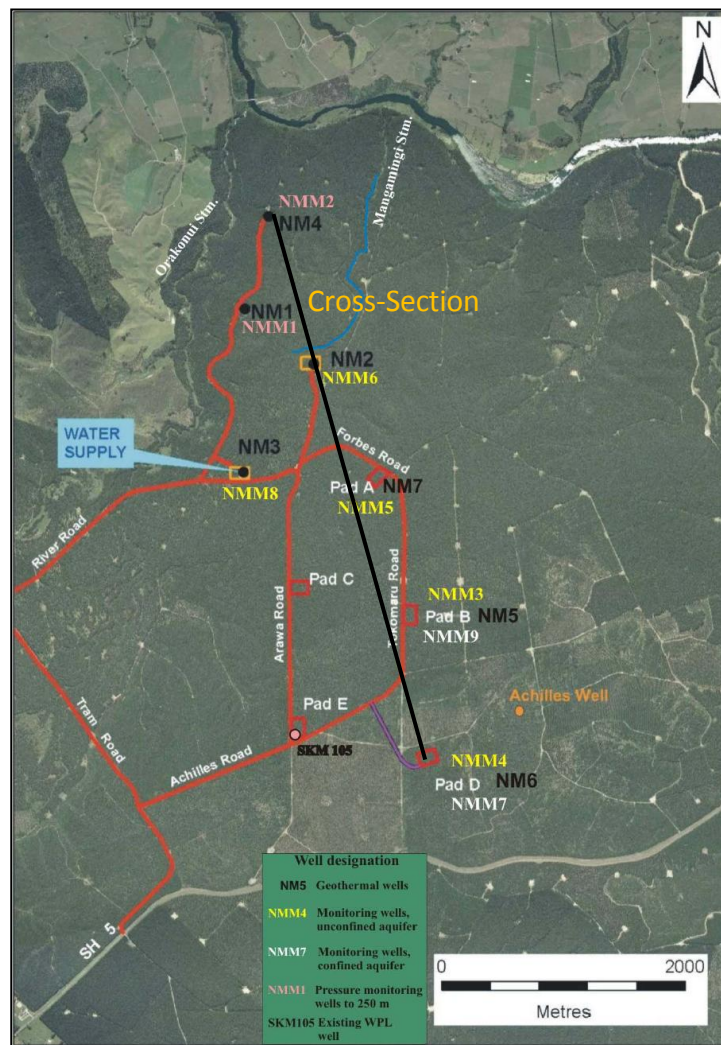 N
Mangamingi Stm.
Orakonui Stm.
NMM2
NM4
Cross-Section
NM1
NMM1
NM2
NMM6
WATER
SUPPLY
NM3
NMM8
Forbes Road
Pad A
NM7
NMM5
River Road
Pad C
Arawa Road
Tokomaru Road
NMM3
Pad B
NM5
NMM9
Achilles Well
Pad E
SKM 105
Tram Road
Achilles Road
NMM4
Pad D
NM6
NMM7
SH 5
Well designation
NM5 Geothermal wells
NMM4 Monitoring wells,
unconfined aquifer
NMM7 Monitoring wells,
confined aquifer
NMM1 Pressure monitoring
wells to 250 m
SKM105 Existing WPL
well
0 2000
Metres